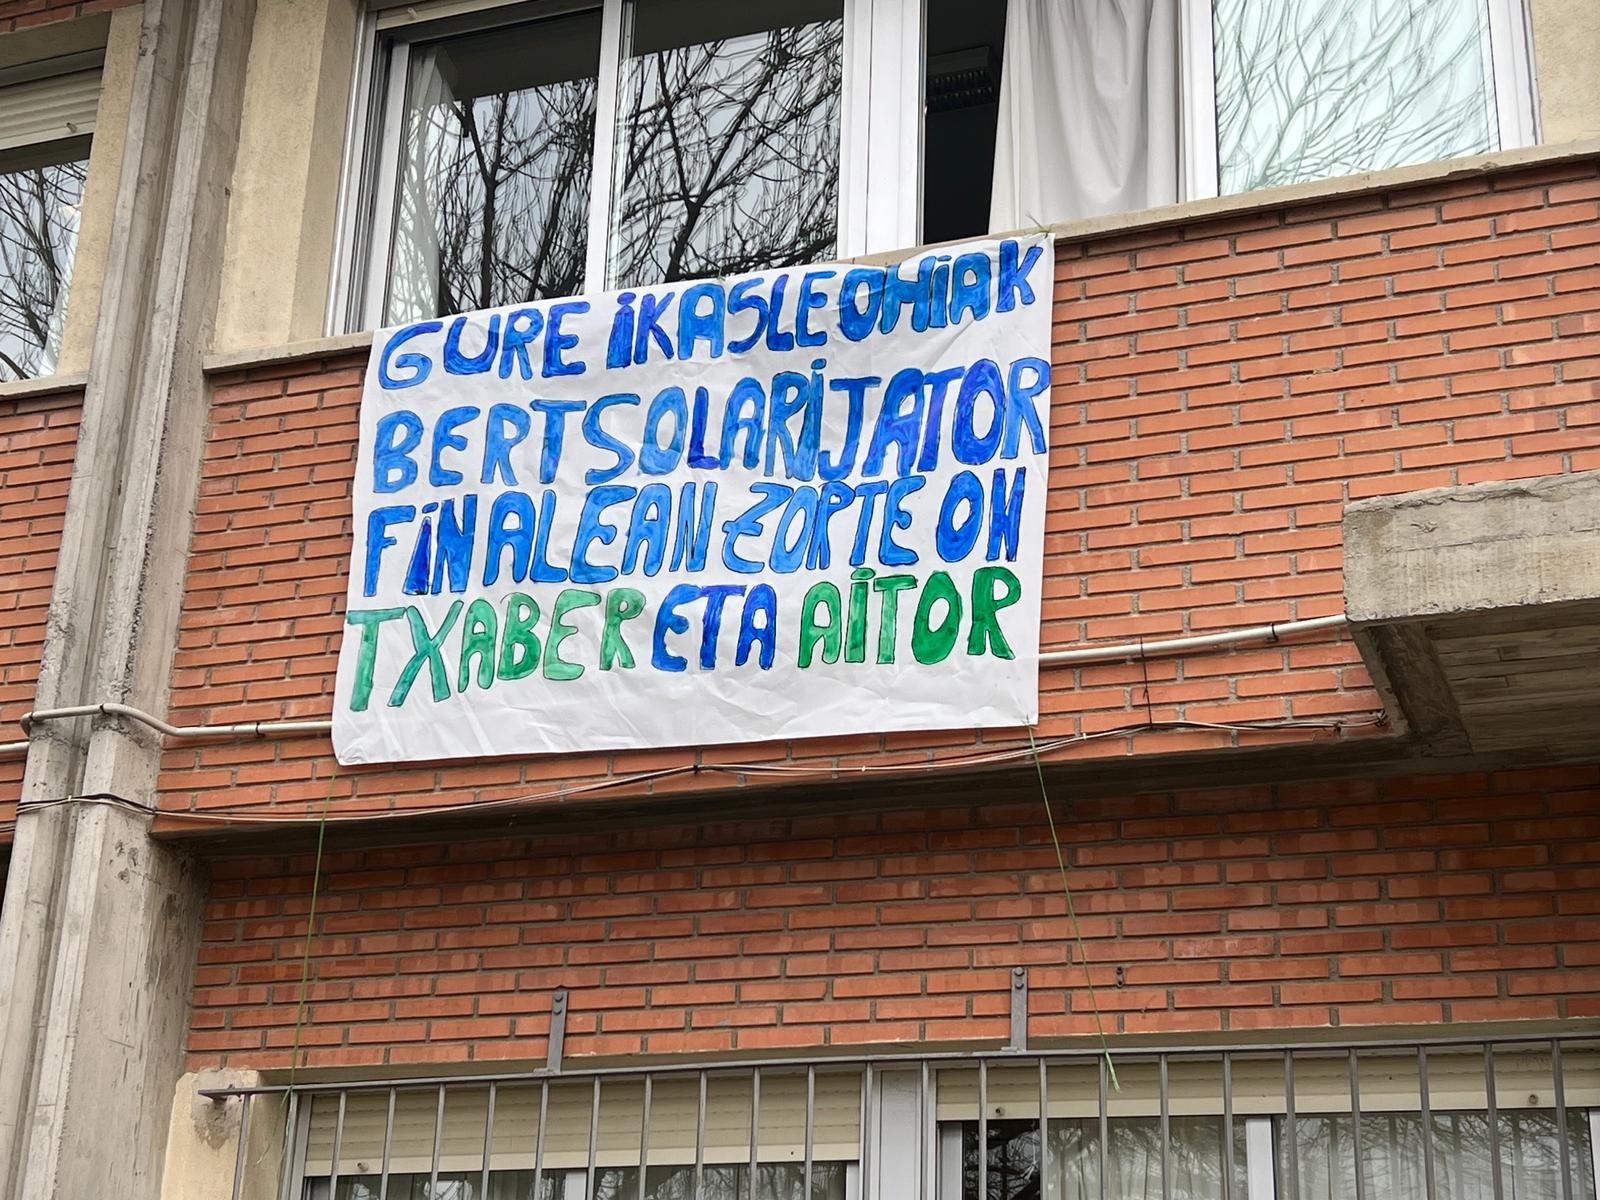 GURE iKASLE OHiAK
BERTSOLARiJATOR
FiNALEAN ZORTE ON
TXABER ETA AiTOR